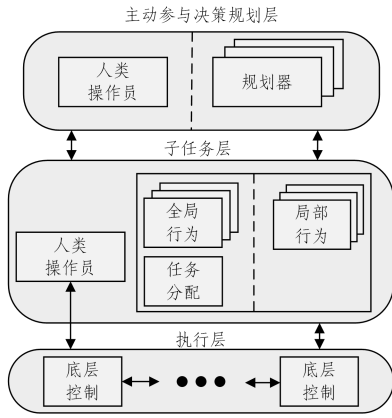 主动参与决策规划层
人类
操作员
规划器
子任务层
全局
行为
局部
行为
人类
操作员
任务
分配
执行层
底层
控制
底层
控制